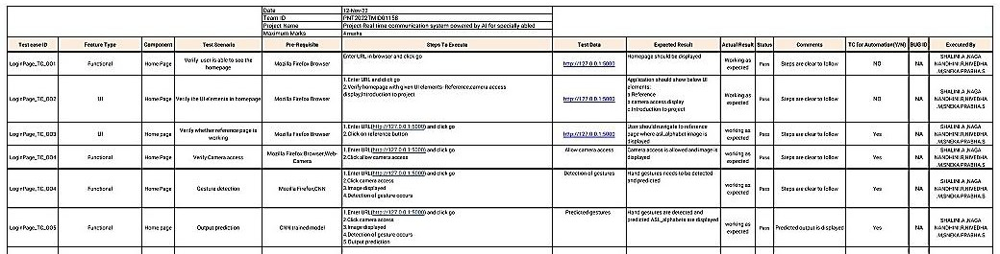 Date 12-Nov-22
Team ID PNT2022TMID01158
Project Name Project-Real time communication system powered by AI for specially abled
Maximum Marks 4 marks
Test case ID Feature Type Component Test Scenario Pre-Requisite Steps To Execute Test Data Expected Result Actual Result Status Comments TC for Automation(Y/N) BUG ID Executed By
LoginPage_TC_OO1 Functional Home Page Verify user is able to see the homepage Mozilla Firefox Browser Enter URL in browser and click go http://127.0.0.1:5000 Homepage should be displayed Working as expected Pass Steps are clear to follow NO NA SHALINI.A ,NAGA NANDHINI.R,NIVEDHA .M,SNEKA PRABHA.S
LoginPage_TC_OO2 UI Home Page Verify the UI elements in homepage Mozilla Firefox Browser
1.Enter URL and click go
2.Verify homepage with given UI elements:-Reference,camera access
display,Introduction to project
http://127.0.0.1:5000
Application should show below UI
elements:
a.Reference
b.camera access display
c.Introduction to project
Working as expected Pass Steps are clear to follow NO NA SHALINI.A ,NAGA NANDHINI.R,NIVEDHA .M,SNEKA PRABHA.S
LoginPage_TC_OO3 UI Home Page Verify whether reference page is working Mozilla Firefox Browser
1.Enter URL(http://127.0.0.1:5000) and click go
2.Click on reference button
http://127.0.0.1:5000
User should navigate to reference
page where asl_alphabet image is
displayed
working as expected Pass Steps are clear to follow Yes NA SHALINI.A ,NAGA NANDHINI.R,NIVEDHA .M,SNEKA PRABHA.S
LoginPage_TC_OO4 Functional Home Page Verify Camera access Mozilla Firefox Browser,Web-Camera
1.Enter URL(http://127.0.0.1:5000) and click go
2.Click allow camera access
Allow camera access
Camera access is allowed and image is
displayed
working as expected Pass Steps are clear to follow Yes NA SHALINI.A ,NAGA NANDHINI.R,NIVEDHA .M,SNEKA PRABHA.S
LoginPage_TC_OO4 Functional Home Page Gesture detection Mozilla Firefox,CNN
1.Enter URL(http://127.0.0.1:5000) and click go
2.Click camera access
3.Image displayed
4.Detection of gesture occurs
Detection of gestures
Hand gestures needs to be detected
and predicted
working as expected Pass Steps are clear to follow Yes NA SHALINI.A ,NAGA NANDHINI.R,NIVEDHA .M,SNEKA PRABHA.S
LoginPage_TC_OO5 Functional Home page Output prediction CNN trained model
1.Enter URL(http://127.0.0.1:5000) and click go
2.Click camera access
3.Image displayed
4.Detection of gesture occurs
5.Output prediction
Predicted gestures
Hand gestures are detected and
predicted ASL_alphabets are displayed
working as expected Pass Predicted output is displayed Yes NA SHALINI.A ,NAGA NANDHINI.R,NIVEDHA .M,SNEKA PRABHA.S